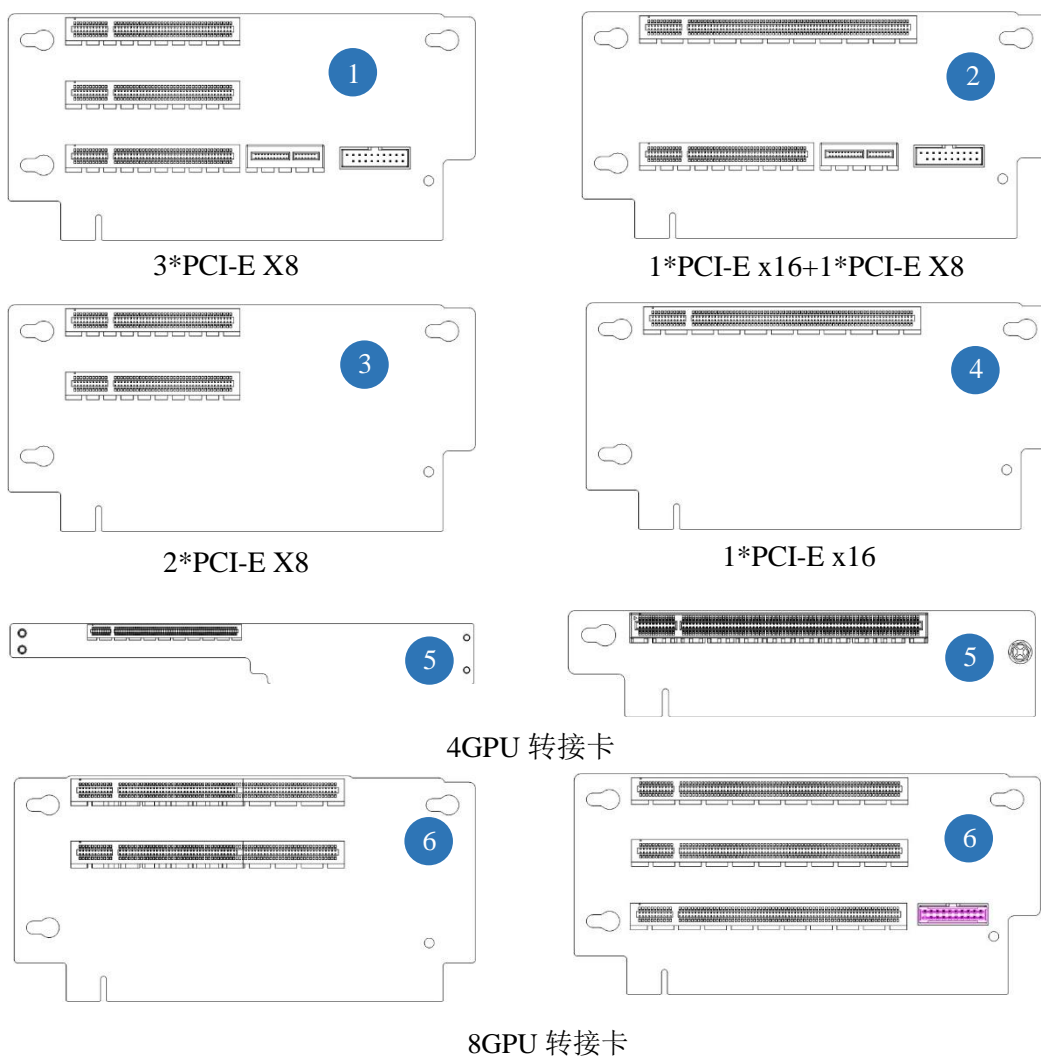 1
2
3*PCI-E X8
1*PCI-E x16+1*PCI-E X8
3
4
2*PCI-E X8
1*PCI-E x16
5
5
4GPU 转接卡
6
6
8GPU 转接卡